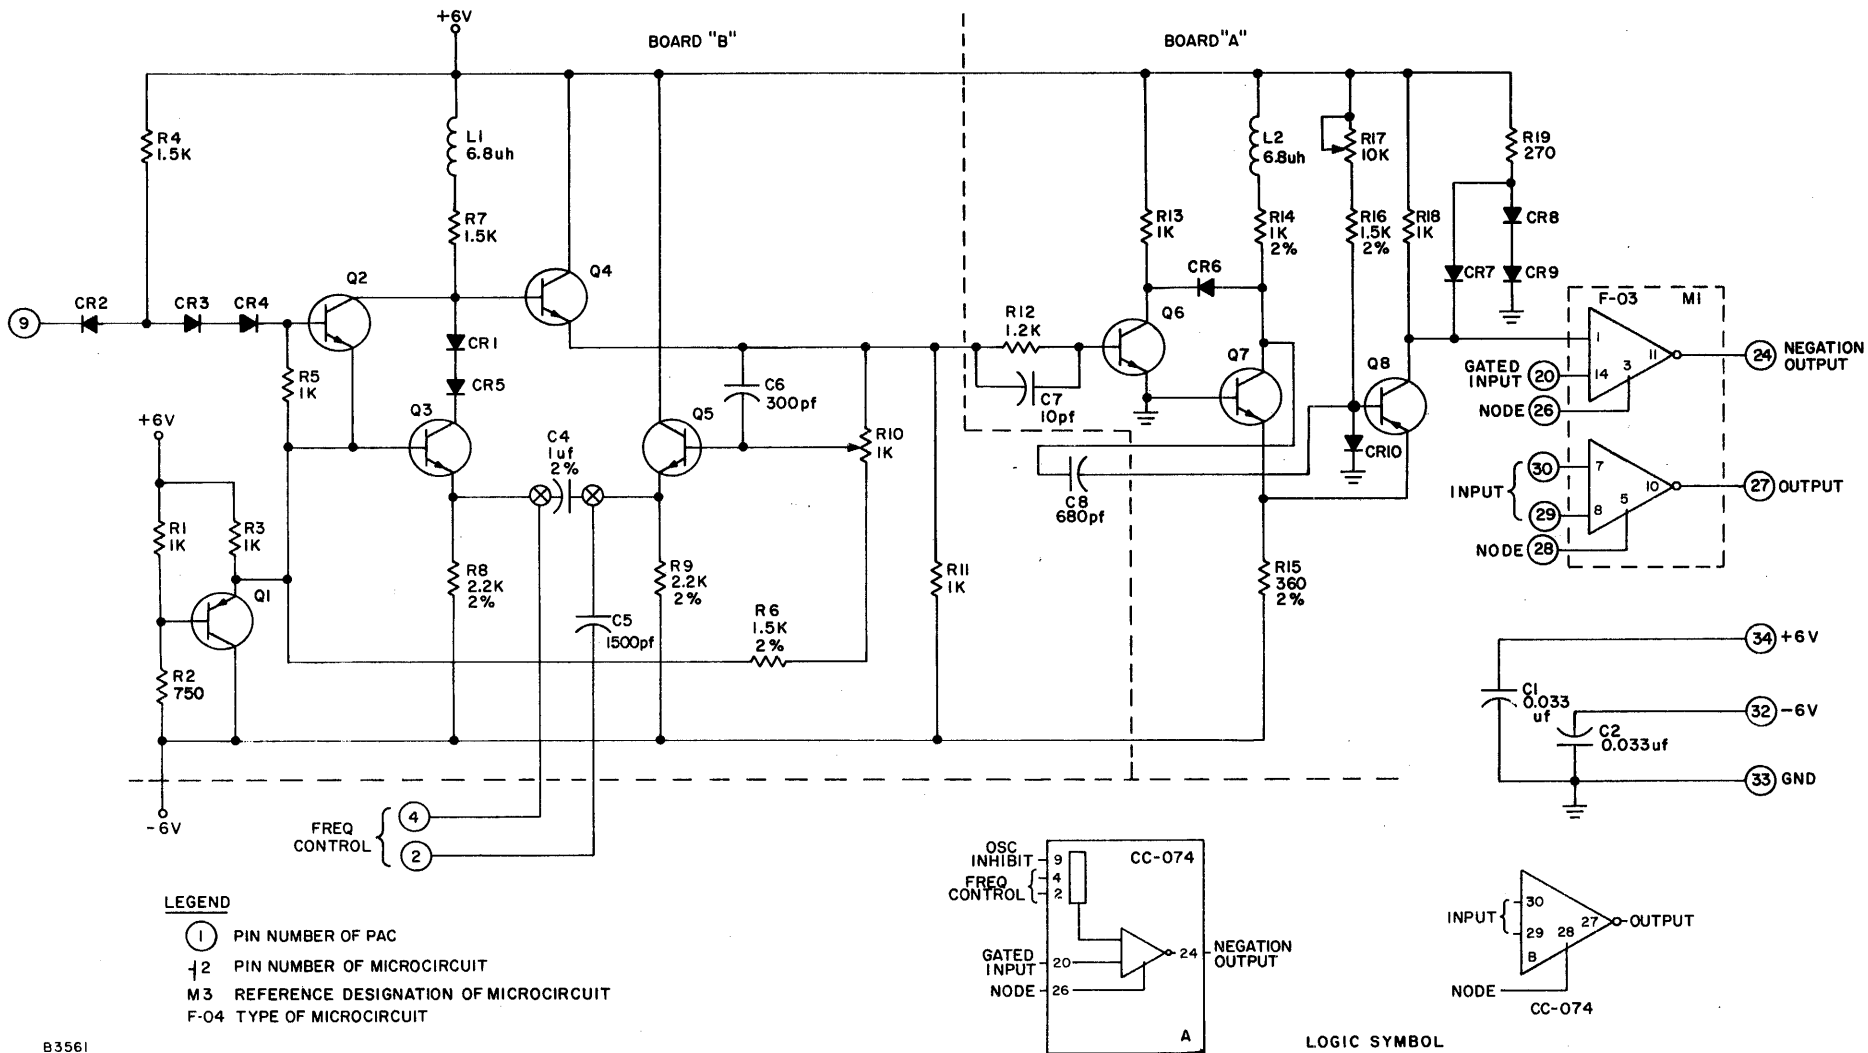 +6V
BOARD "B"
BOARD "A"
R4
1.5K
L1
6.8uh
R7
1.5K
Q2
Q4
CR2
CR3
CR4
9
CR1
CR5
R5
1K
Q3
C4
1uf
2%
Q5
C6
300pf
R10
1K
+6V
R1
1K
R3
1K
Q1
R2
750
-6V
R8
2.2K
2%
R9
2.2K
2%
C5
1500pf
R6
1.5K
2%
R11
1K
R12
1.2K
C7
10pf
R13
1K
Q6
CR6
L2
6.8uh
R14
1K
2%
Q7
C8
680pf
R15
360
2%
R17
10K
R16
1.5K
2%
R18
1K
Q8
CR10
R19
270
CR8
CR7
CR9
F-03 M1
1
14
3
11
24 NEGATION
OUTPUT
GATED
INPUT 20
NODE 26
30
INPUT
29
NODE 28
7
8
5
10
27 OUTPUT
34 +6V
C1
0.033
uf
32 -6V
C2
0.033uf
33 GND
FREQ
CONTROL
4
2
LEGEND
1 PIN NUMBER OF PAC
2 PIN NUMBER OF MICROCIRCUIT
M3 REFERENCE DESIGNATION OF MICROCIRCUIT
F-04 TYPE OF MICROCIRCUIT
OSC
INHIBIT 9
FREQ
CONTROL
4
2
CC-074
GATED
INPUT 20
NODE 26
24 NEGATION
OUTPUT
A
INPUT
30
29
28
27 OUTPUT
B
NODE
CC-074
LOGIC SYMBOL
B3561